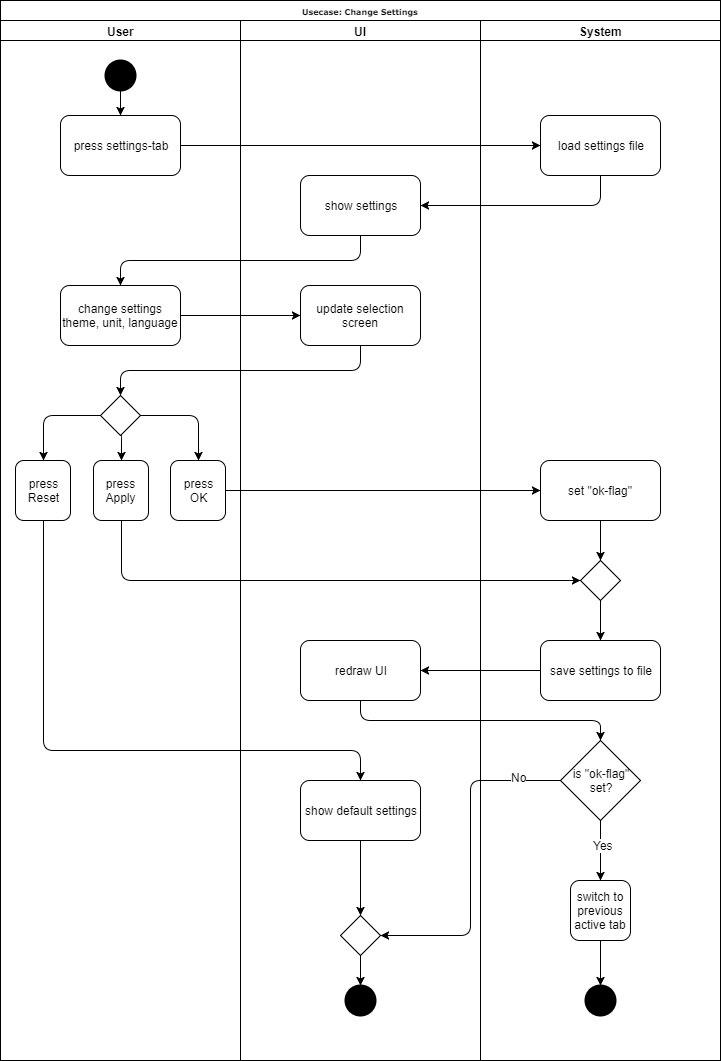 Usecase: Change Settings
User
UI
System
press settings-tab
load settings file
show settings
change settings
theme, unit, language
update selection
screen
press
Reset
press
Apply
press
OK
set "ok-flag"
redraw UI
save settings to file
is "ok-flag"
set?
No
show default settings
Yes
switch to
previous
active tab